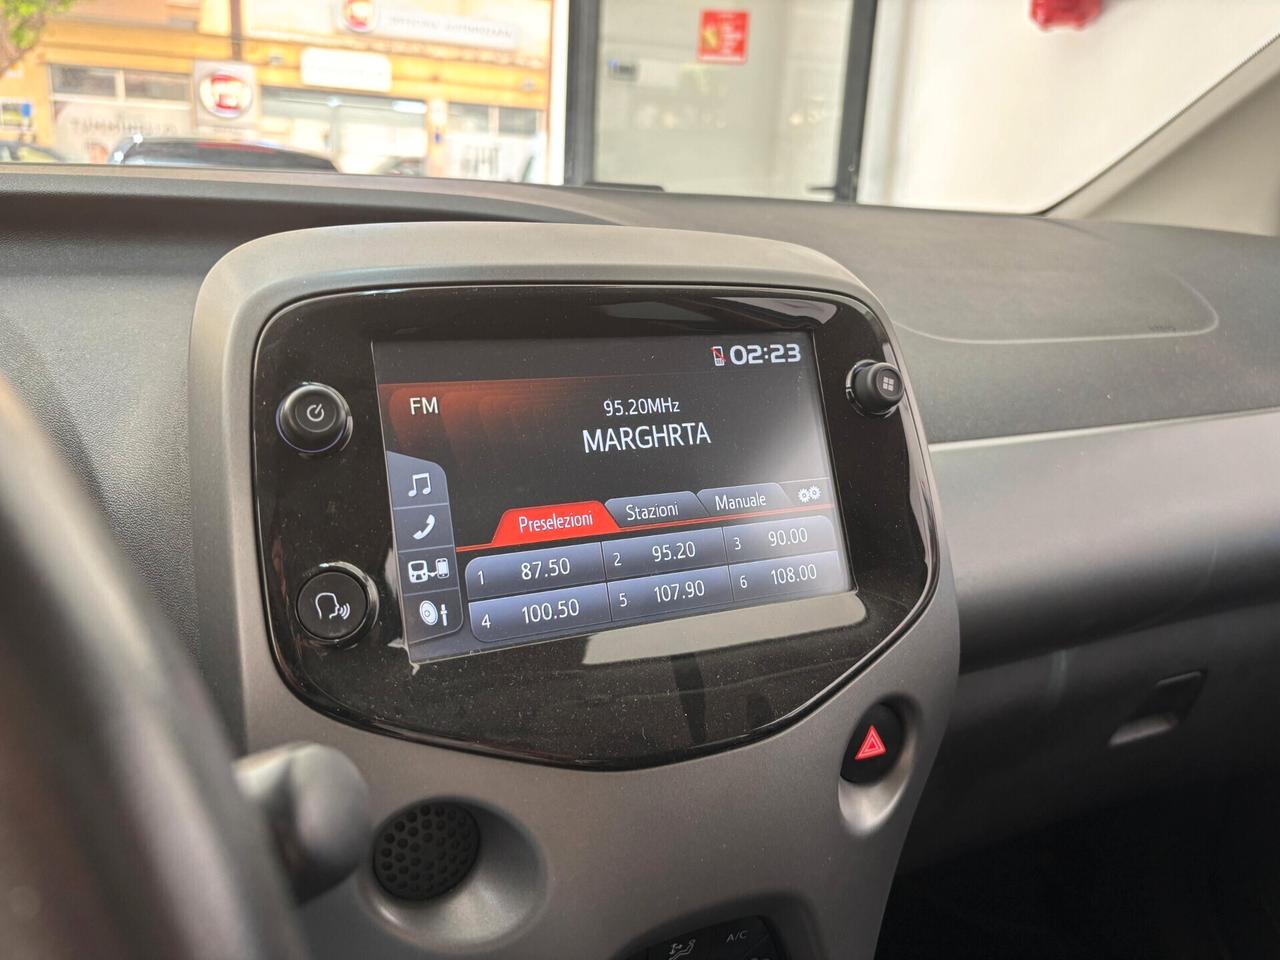 02:23
FM
95.20MHz
MARGHRTA
Preselezioni
Stazioni
Manuale
1 87.50
2 95.20
3 90.00
4 100.50
5 107.90
6 108.00
A/C